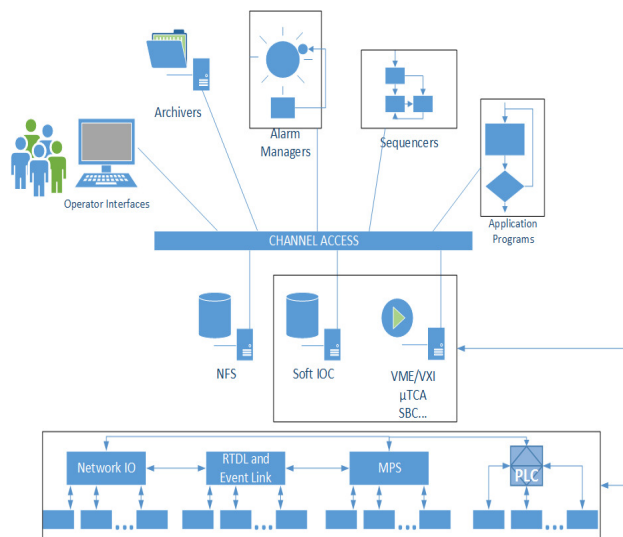 Archivers
Alarm
Managers
Sequencers
Operator Interfaces
Application
Programs
CHANNEL ACCESS
NFS
Soft IOC
VME/VXI
µTCA
SBC...
Network IO
RTDL and
Event Link
MPS
PLC